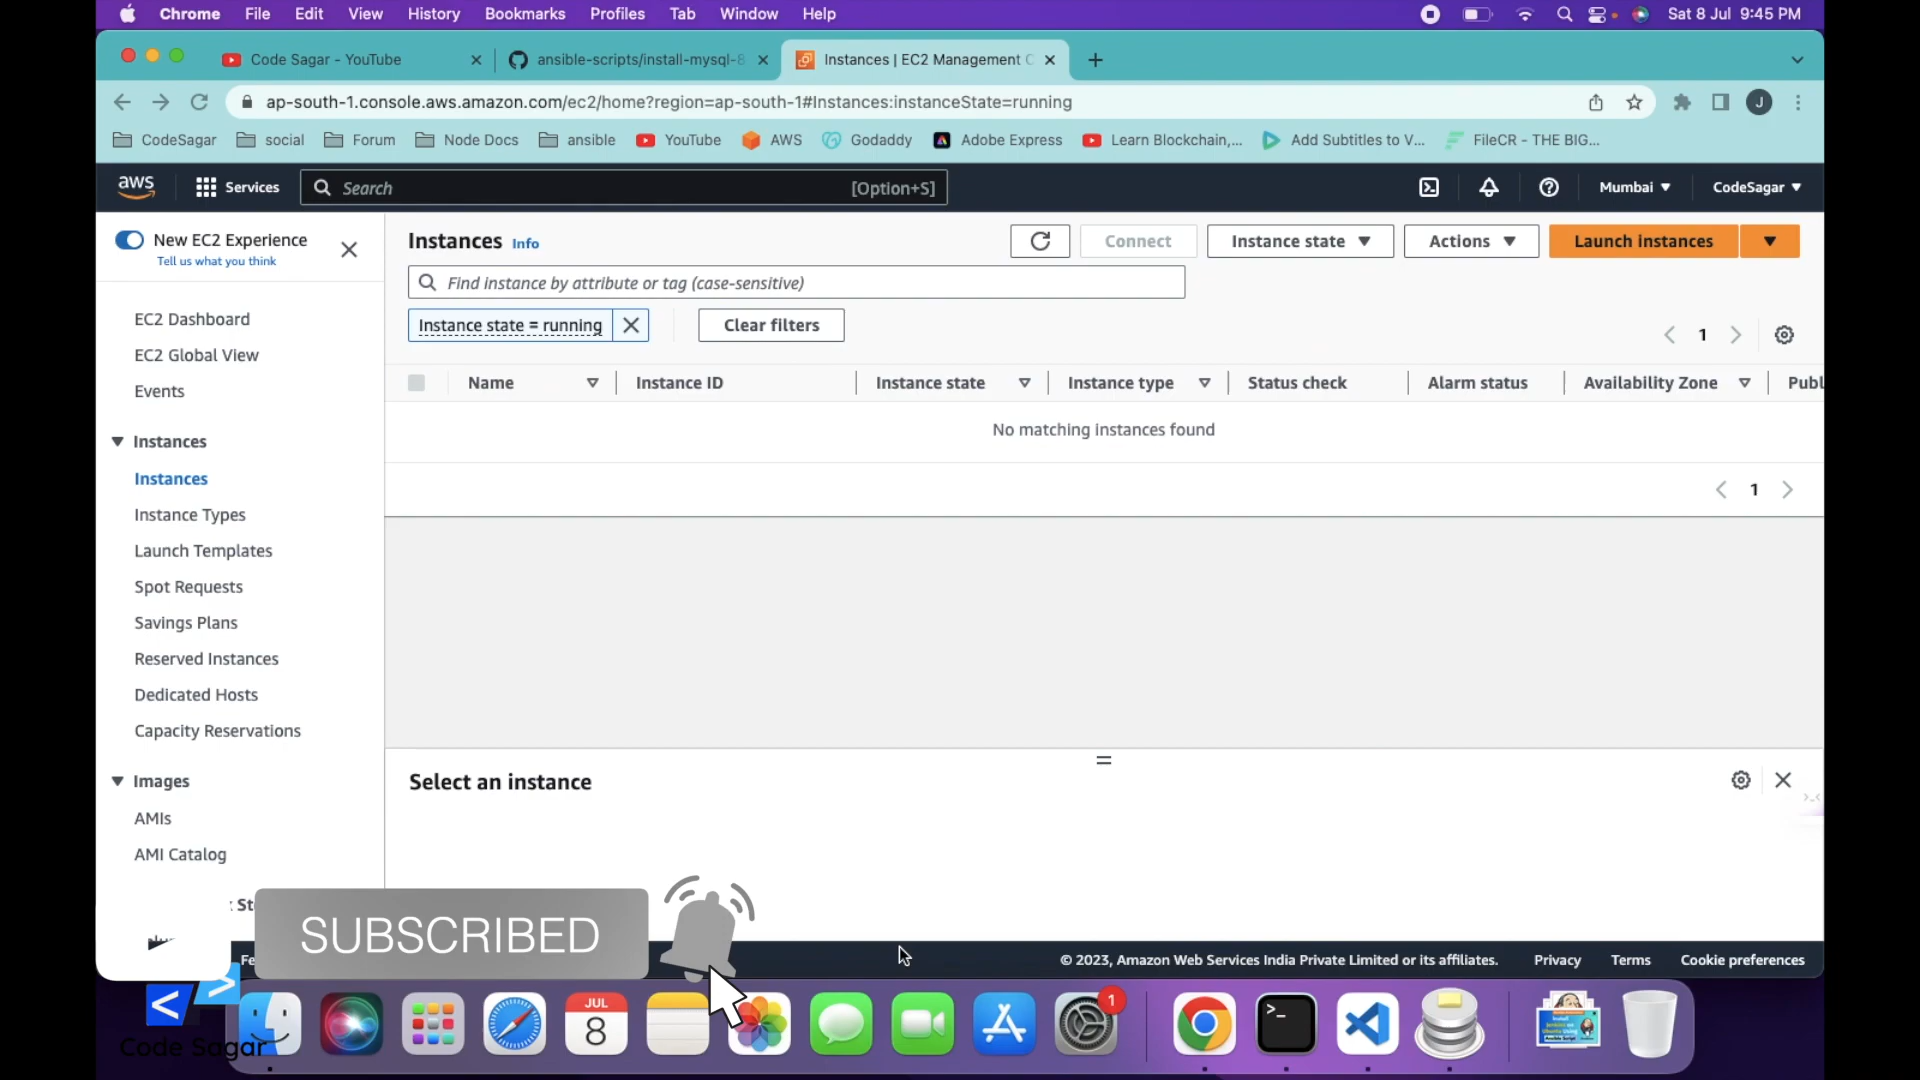 Chrome File Edit View History Bookmarks Profiles Tab Window Help Sat 8 Jul 9:45 PM
Code Sagar - YouTube ansible-scripts/install-mysql-8 Instances | EC2 Management C
ap-south-1.console.aws.amazon.com/ec2/home?region=ap-south-1#Instances:instanceState=running J
CodeSagar social Forum Node Docs ansible YouTube AWS Godaddy Adobe Express Learn Blockchain,... Add Subtitles to V... FileCR - THE BIG...
aws Services Search [Option+S] Mumbai CodeSagar
New EC2 Experience
Tell us what you think
EC2 Dashboard
EC2 Global View
Events
Instances
Instances
Instance Types
Launch Templates
Spot Requests
Savings Plans
Reserved Instances
Dedicated Hosts
Capacity Reservations
Images
AMIs
AMI Catalog
Instances Info Connect Instance state Actions Launch instances
Find instance by attribute or tag (case-sensitive)
Instance state = running Clear filters 1
Name Instance ID Instance state Instance type Status check Alarm status Availability Zone Publ
No matching instances found
1
Select an instance
SUBSCRIBED
© 2023, Amazon Web Services India Private Limited or its affiliates. Privacy Terms Cookie preferences
JUL
8
1
Code Sagar